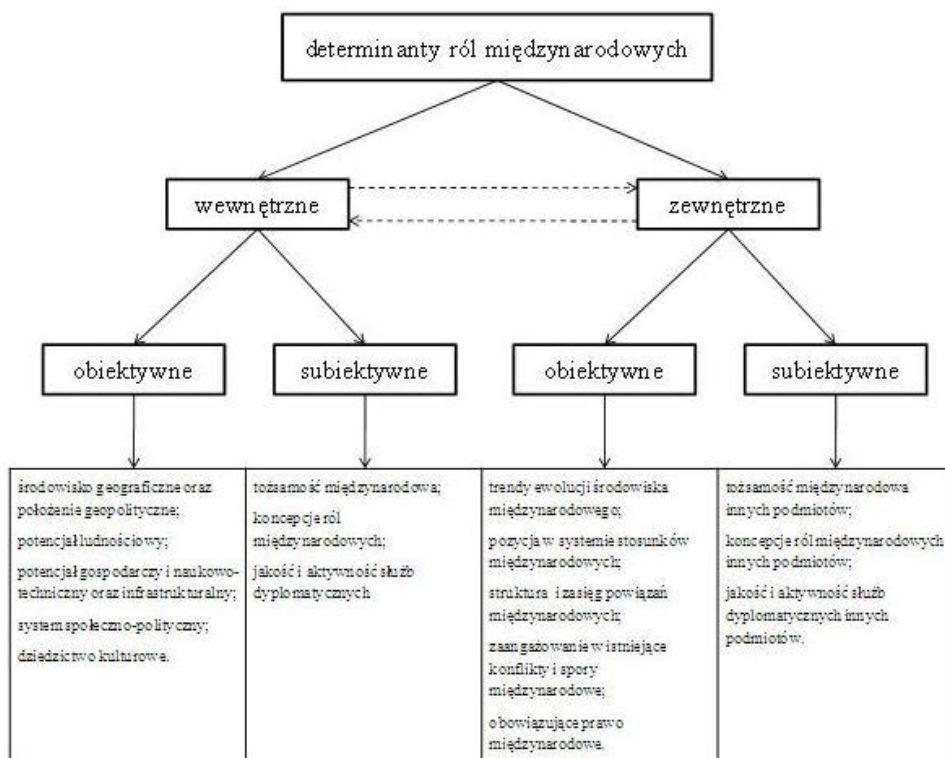 determinanty ról międzynarodowych
wewnętrzne
zewnętrzne
obiektywne
subiektywne
obiektywne
subiektywne
środowisko geograficzne oraz
położenie geopolityczne;
potencjał ludnościowy;
potencjał gospodarczy i naukowo-
techniczny oraz infrastrukturalny;
system społeczno-polityczny;
dziedzictwo kulturowe.
tożsamość międzynarodowa;
koncepcje ról
międzynarodowych;
jakość i aktywność służb
dyplomatycznych
trendy ewolucji środowiska
międzynarodowego;
pozycja w systemie stosunków
międzynarodowych;
struktura i zasięg powiązań
międzynarodowych;
zaangażowanie w istniejące
konflikty i spory
międzynarodowe;
obowiązujące prawo
międzynarodowe.
tożsamość międzynarodowa
innych podmiotów;
koncepcje ról międzynarodowych
innych podmiotów;
jakość i aktywność służb
dyplomatycznych innych
podmiotów.